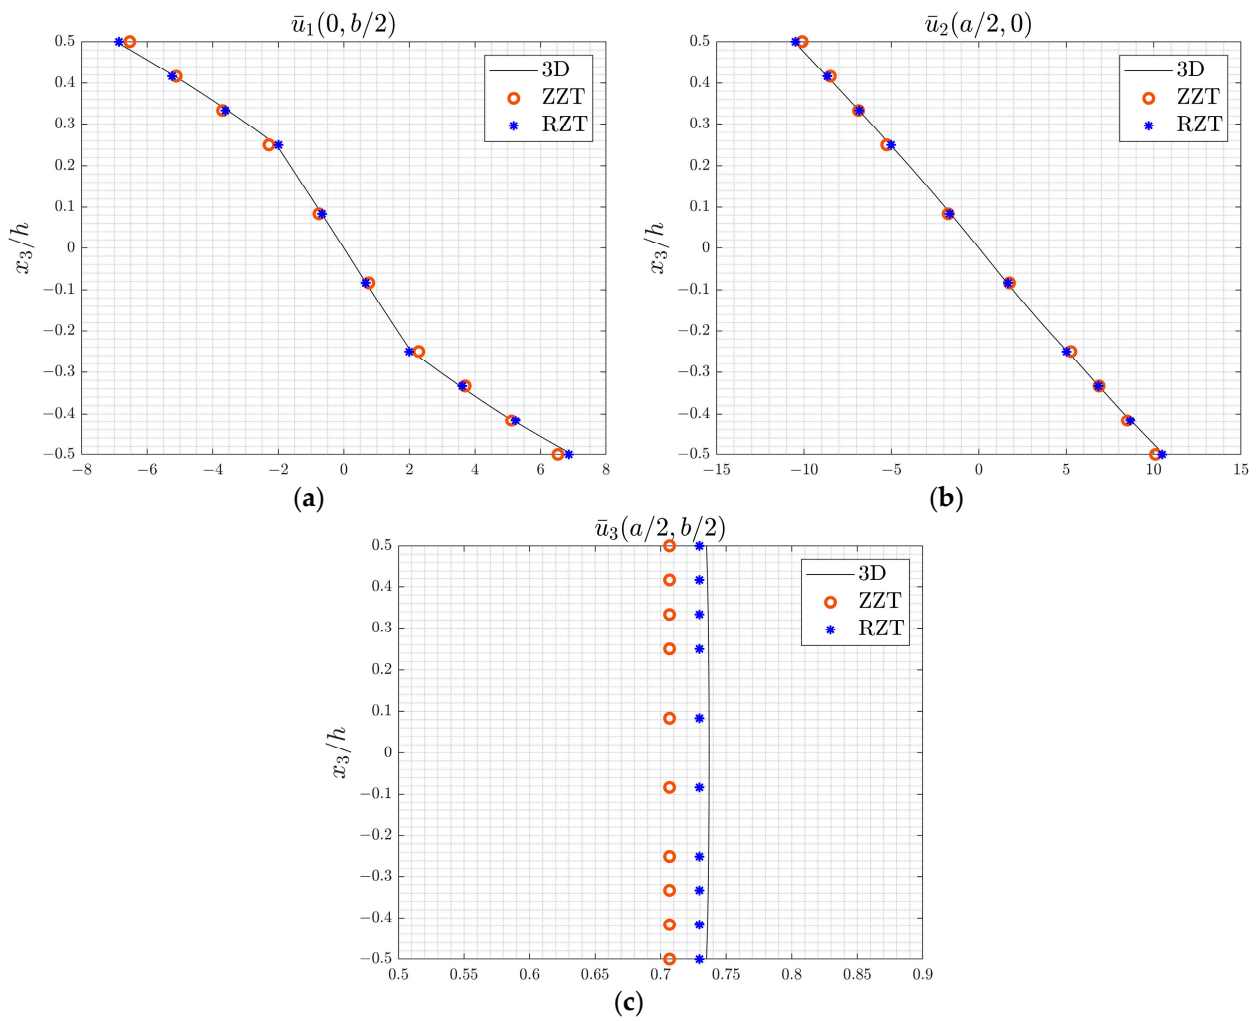 ū₁(0, b/2)
x₃/h
0.5
0.4
0.3
0.2
0.1
0
−0.1
−0.2
−0.3
−0.4
−0.5
−8 −6 −4 −2 0 2 4 6 8
3D
ZZT
RZT
(a)
ū₂(a/2, 0)
x₃/h
0.5
0.4
0.3
0.2
0.1
0
−0.1
−0.2
−0.3
−0.4
−0.5
−15 −10 −5 0 5 10 15
3D
ZZT
RZT
(b)
ū₃(a/2, b/2)
x₃/h
0.5
0.4
0.3
0.2
0.1
0
−0.1
−0.2
−0.3
−0.4
−0.5
0.5 0.55 0.6 0.65 0.7 0.75 0.8 0.85 0.9
3D
ZZT
RZT
(c)